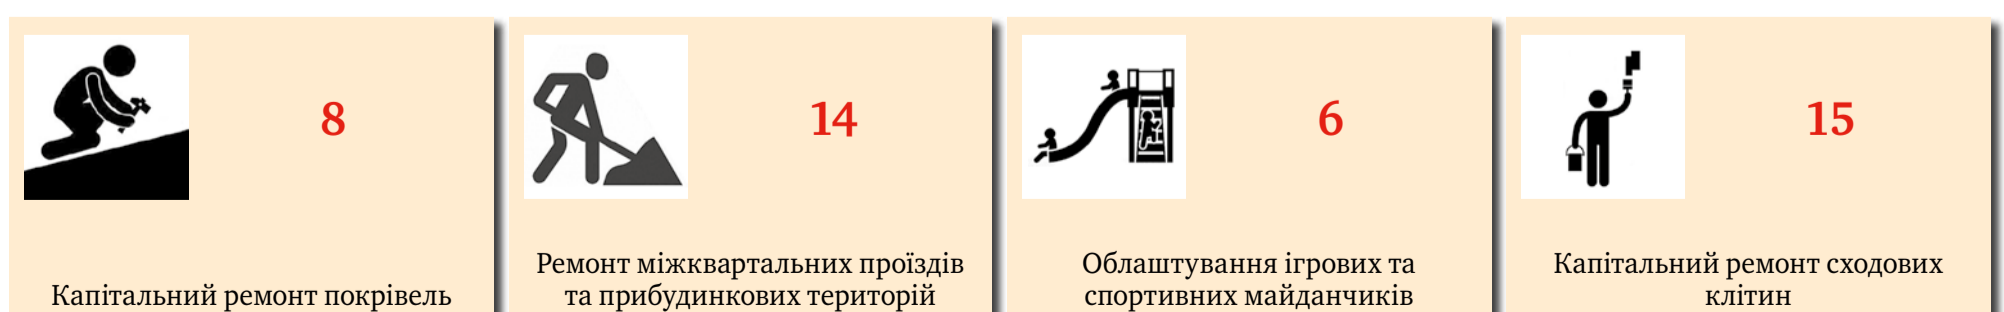 8
Капітальний ремонт покрівель
14
Ремонт міжквартальних проїздів
та прибудинкових територій
6
Облаштування ігрових та
спортивних майданчиків
15
Капітальний ремонт сходових
клітин